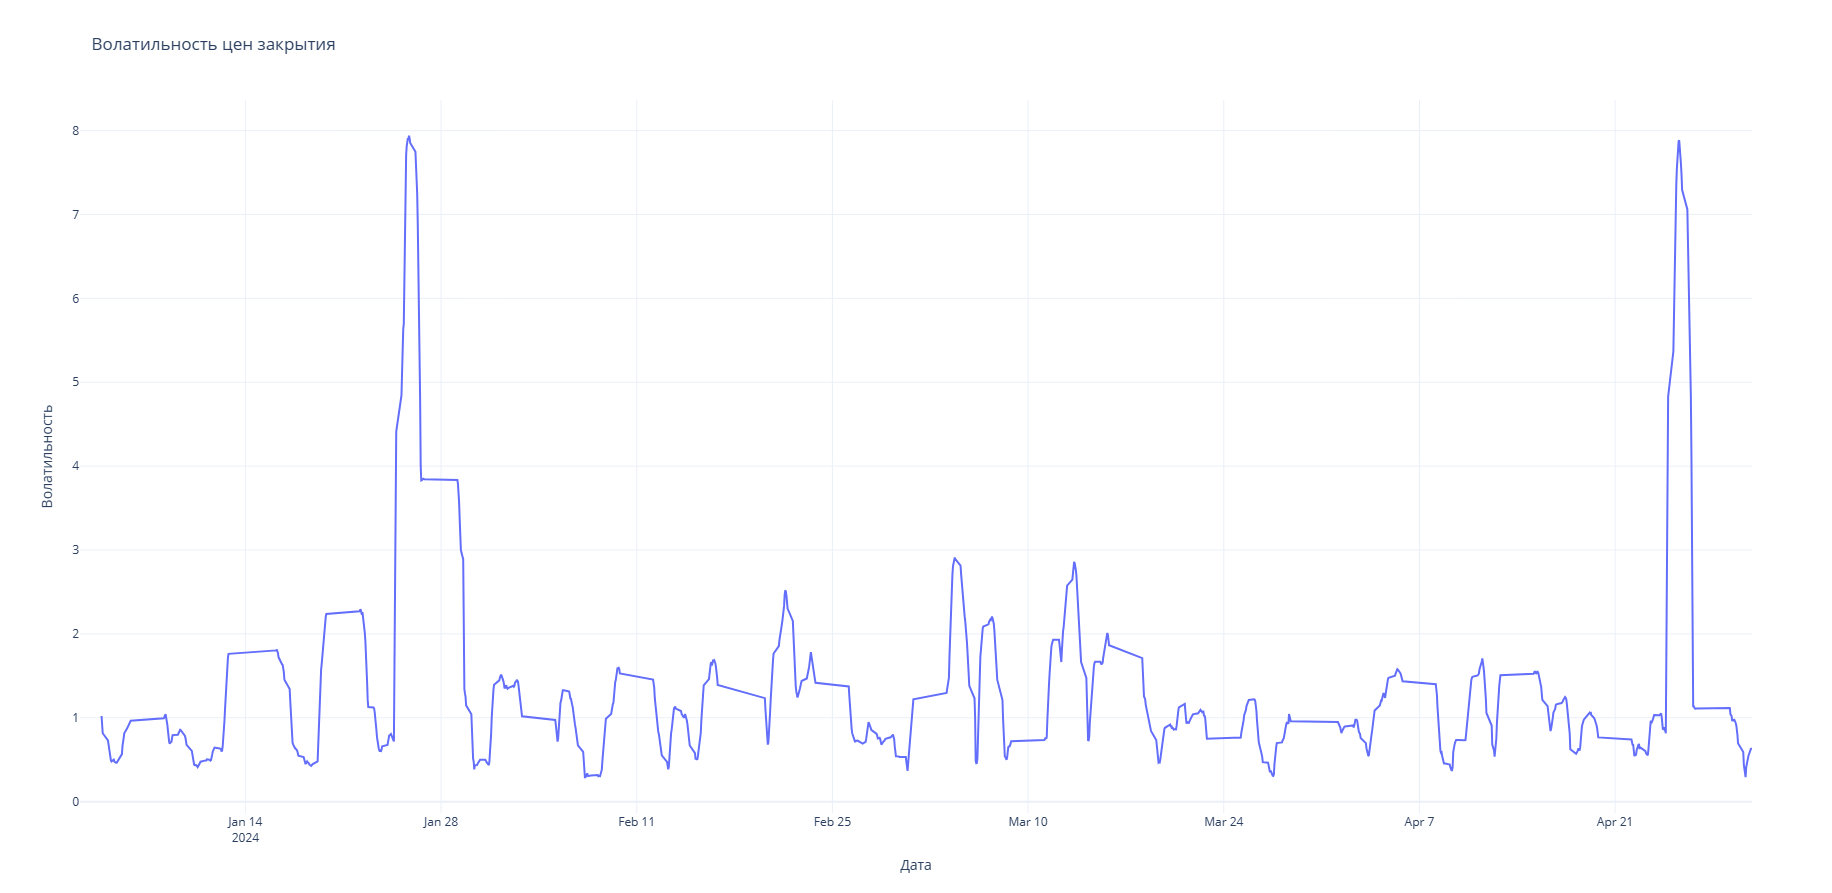 Волатильность цен закрытия
8
7
6
5
4
3
2
1
0
Волатильность
Jan 14
2024
Jan 28
Feb 11
Feb 25
Mar 10
Mar 24
Apr 7
Apr 21
Дата